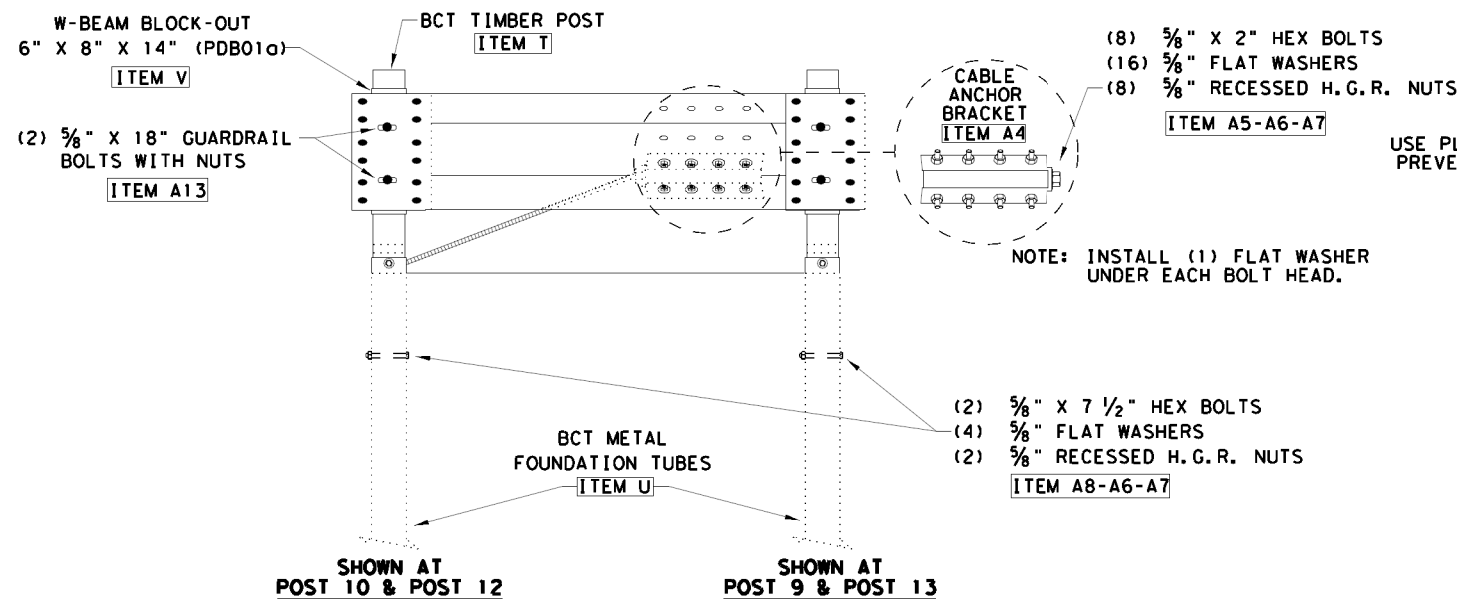 W-BEAM BLOCK-OUT
6" X 8" X 14" (PDB01a)
ITEM V
BCT TIMBER POST
ITEM T
(2) 5/8" X 18" GUARDRAIL
BOLTS WITH NUTS
ITEM A13
CABLE
ANCHOR
BRACKET
ITEM A4
(8) 5/8" X 2" HEX BOLTS
(16) 5/8" FLAT WASHERS
(8) 5/8" RECESSED H.G.R. NUTS
ITEM A5-A6-A7
USE PL
PREVE
NOTE: INSTALL (1) FLAT WASHER
UNDER EACH BOLT HEAD.
(2) 5/8" X 7 1/2" HEX BOLTS
(4) 5/8" FLAT WASHERS
(2) 5/8" RECESSED H.G.R. NUTS
ITEM A8-A6-A7
BCT METAL
FOUNDATION TUBES
ITEM U
SHOWN AT
POST 10 & POST 12
SHOWN AT
POST 9 & POST 13